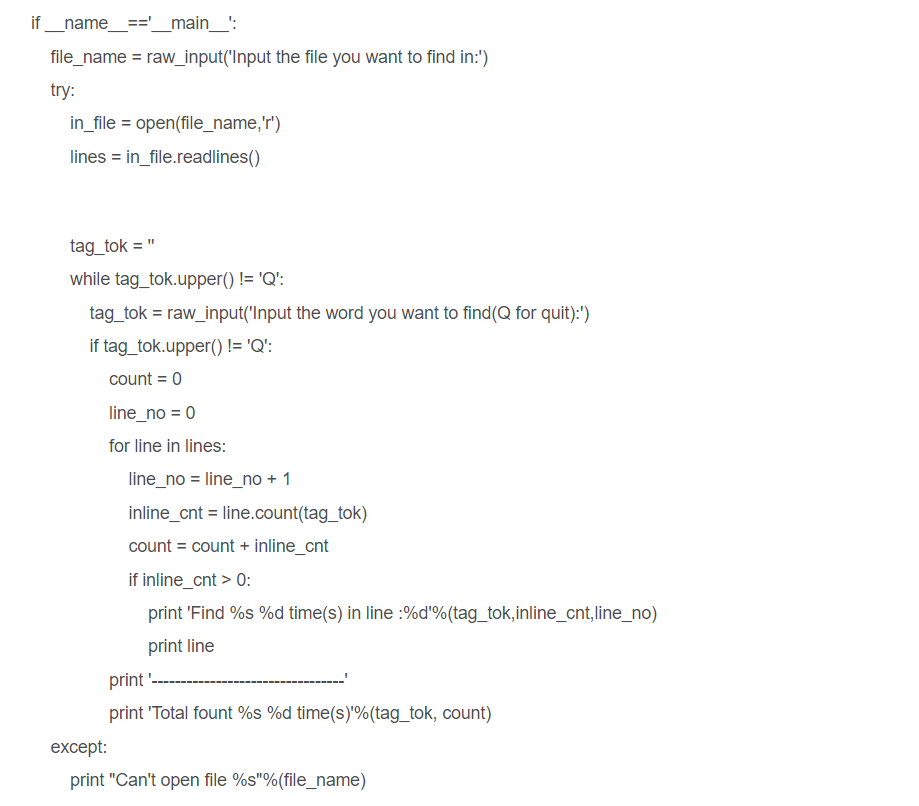 if __name__=='__main__':
file_name = raw_input('Input the file you want to find in:')
try:
in_file = open(file_name,'r')
lines = in_file.readlines()
tag_tok = ''
while tag_tok.upper() != 'Q':
tag_tok = raw_input('Input the word you want to find(Q for quit):')
if tag_tok.upper() != 'Q':
count = 0
line_no = 0
for line in lines:
line_no = line_no + 1
inline_cnt = line.count(tag_tok)
count = count + inline_cnt
if inline_cnt > 0:
print 'Find %s %d time(s) in line :%d'%(tag_tok,inline_cnt,line_no)
print line
print '---------------------------------'
print 'Total fount %s %d time(s)'%(tag_tok, count)
except:
print "Can't open file %s"%(file_name)